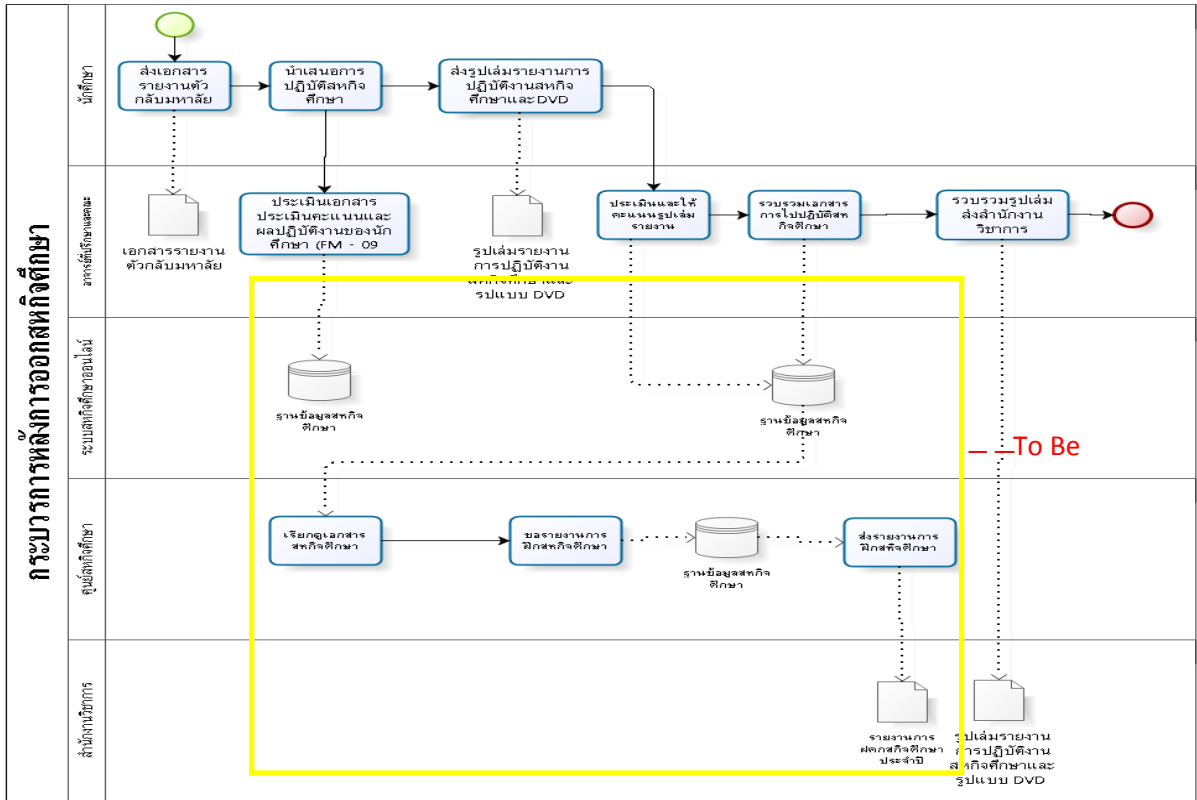 กระบวรการหลังการออกสหกิจศึกษา
นักศึกษา
ส่งเอกสาร
รายงานตัว
กลับมหาลัย
นำเสนอการ
ปฏิบัติสหกิจ
ศึกษา
ส่งรูปเล่มรายงานการ
ปฏิบัติงานสหกิจ
ศึกษาและDVD
อาจารย์ที่ปรึกษาและคณะ
เอกสารรายงาน
ตัวกลับมหาลัย
ประเมินเอกสาร
ประเมินคะแนนและ
ผลปฏิบัติงานของนัก
ศึกษา (FM - 09
รูปเล่มรายงาน
การปฏิบัติงาน
สหกิจศึกษาและ
รูปแบบ DVD
ประเมินและให้
คะแนนรูปเล่ม
รายงาน
รวบรวมเอกสาร
การไปปฏิบัติสห
กิจศึกษา
รวบรวมรูปเล่ม
ส่งสำนักงาน
วิชาการ
ระบบสหกิจศึกษาออนไลน์
ฐานข้อมูลสหกิจ
ศึกษา
ฐานข้อมูลสหกิจ
ศึกษา
To Be
ศูนย์สหกิจศึกษา
เรียกดูเอกสาร
สหกิจศึกษา
ขอรายงานการ
ฝึกสหกิจศึกษา
ฐานข้อมูลสหกิจ
ศึกษา
ส่งรายงานการ
ฝึกสหกิจศึกษา
สำนักงานวิชาการ
รายงานการ
ฝคกสกิจศึกษา
ประจำปี
รูปเล่มรายงาน
การปฏิบัติงาน
สหกิจศึกษาและ
รูปแบบ DVD